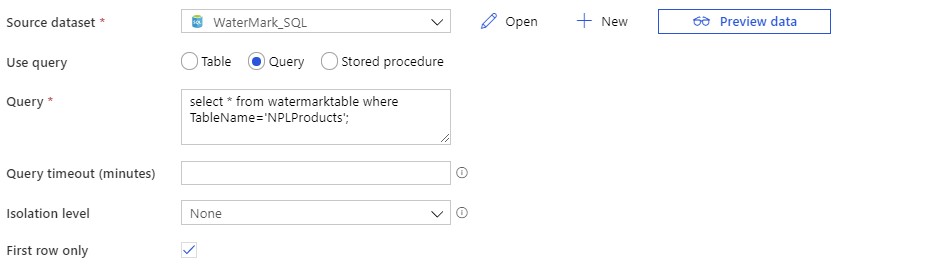 Source dataset * WaterMark_SQL Open New Preview data
Use query Table Query Stored procedure
Query * select * from watermarktable where
TableName='NPLProducts';
Query timeout (minutes)
Isolation level None
First row only